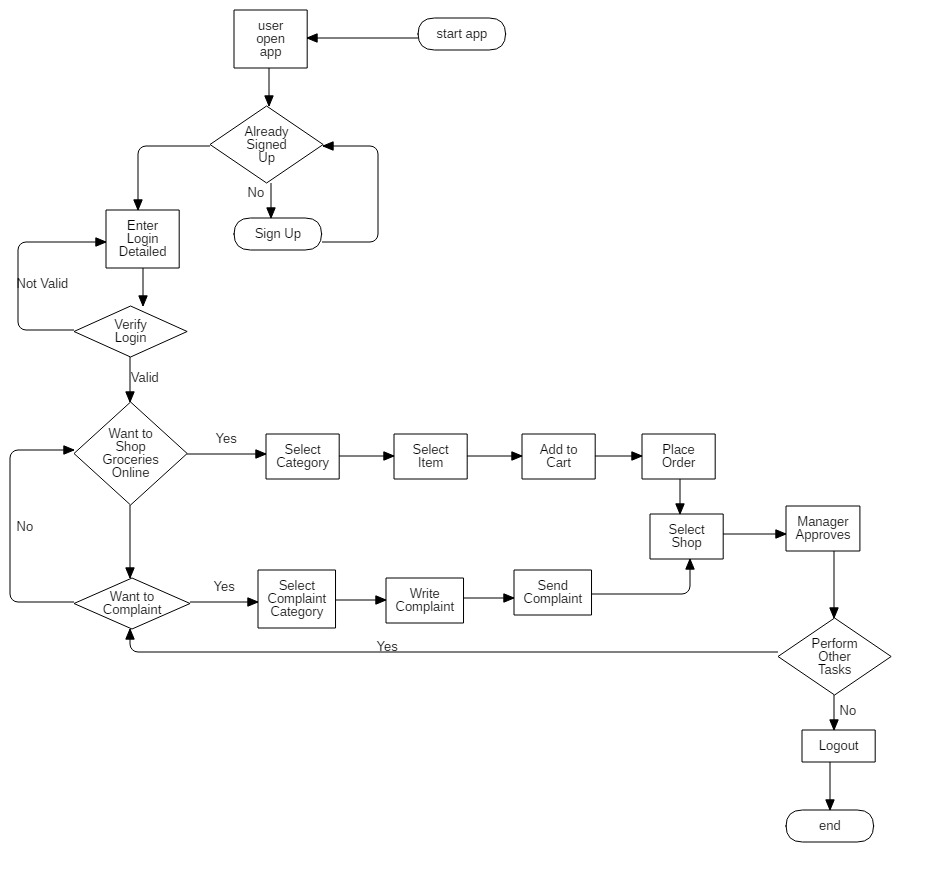 user
open
app
start app
Already
Signed
Up
No
Sign Up
Enter
Login
Detailed
Not Valid
Verify
Login
Valid
Want to
Shop
Groceries
Online
Yes
Select
Category
Select
Item
Add to
Cart
Place
Order
No
Select
Shop
Manager
Approves
Want to
Complaint
Yes
Select
Complaint
Category
Write
Complaint
Send
Complaint
Yes
Perform
Other
Tasks
No
Logout
end